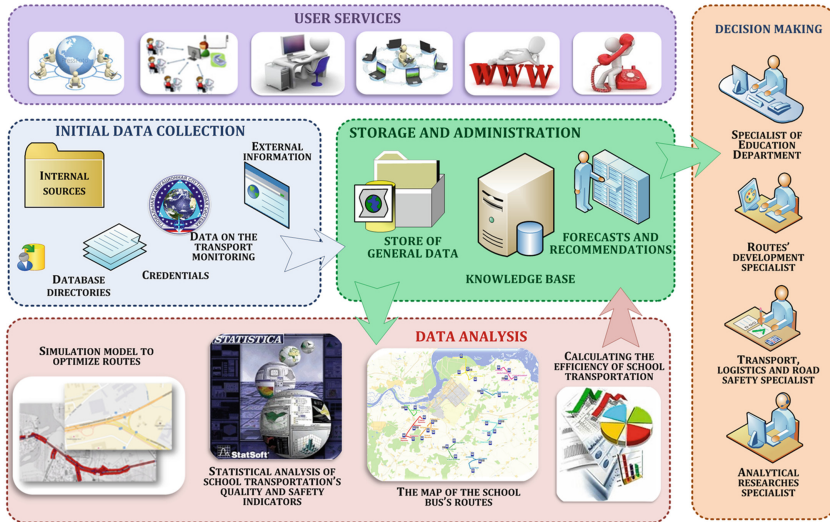 USER SERVICES
WWW
INITIAL DATA COLLECTION
INTERNAL
SOURCES
EXTERNAL
INFORMATION
DATA ON THE
TRANSPORT
MONITORING
DATABASE
DIRECTORIES
CREDENTIALS
STORAGE AND ADMINISTRATION
STORE OF
GENERAL DATA
FORECASTS AND
RECOMMENDATIONS
KNOWLEDGE BASE
DATA ANALYSIS
SIMULATION MODEL TO
OPTIMIZE ROUTES
STATISTICA
StatSoft
STATISTICAL ANALYSIS OF
SCHOOL TRANSPORTATION'S
QUALITY AND SAFETY
INDICATORS
THE MAP OF THE SCHOOL
BUS'S ROUTES
CALCULATING THE
EFFICIENCY OF SCHOOL
TRANSPORTATION
DECISION MAKING
SPECIALIST OF
EDUCATION
DEPARTMENT
ROUTES'
DEVELOPMENT
SPECIALIST
TRANSPORT,
LOGISTICS AND ROAD
SAFETY SPECIALIST
ANALYTICAL
RESEARCHES
SPECIALIST